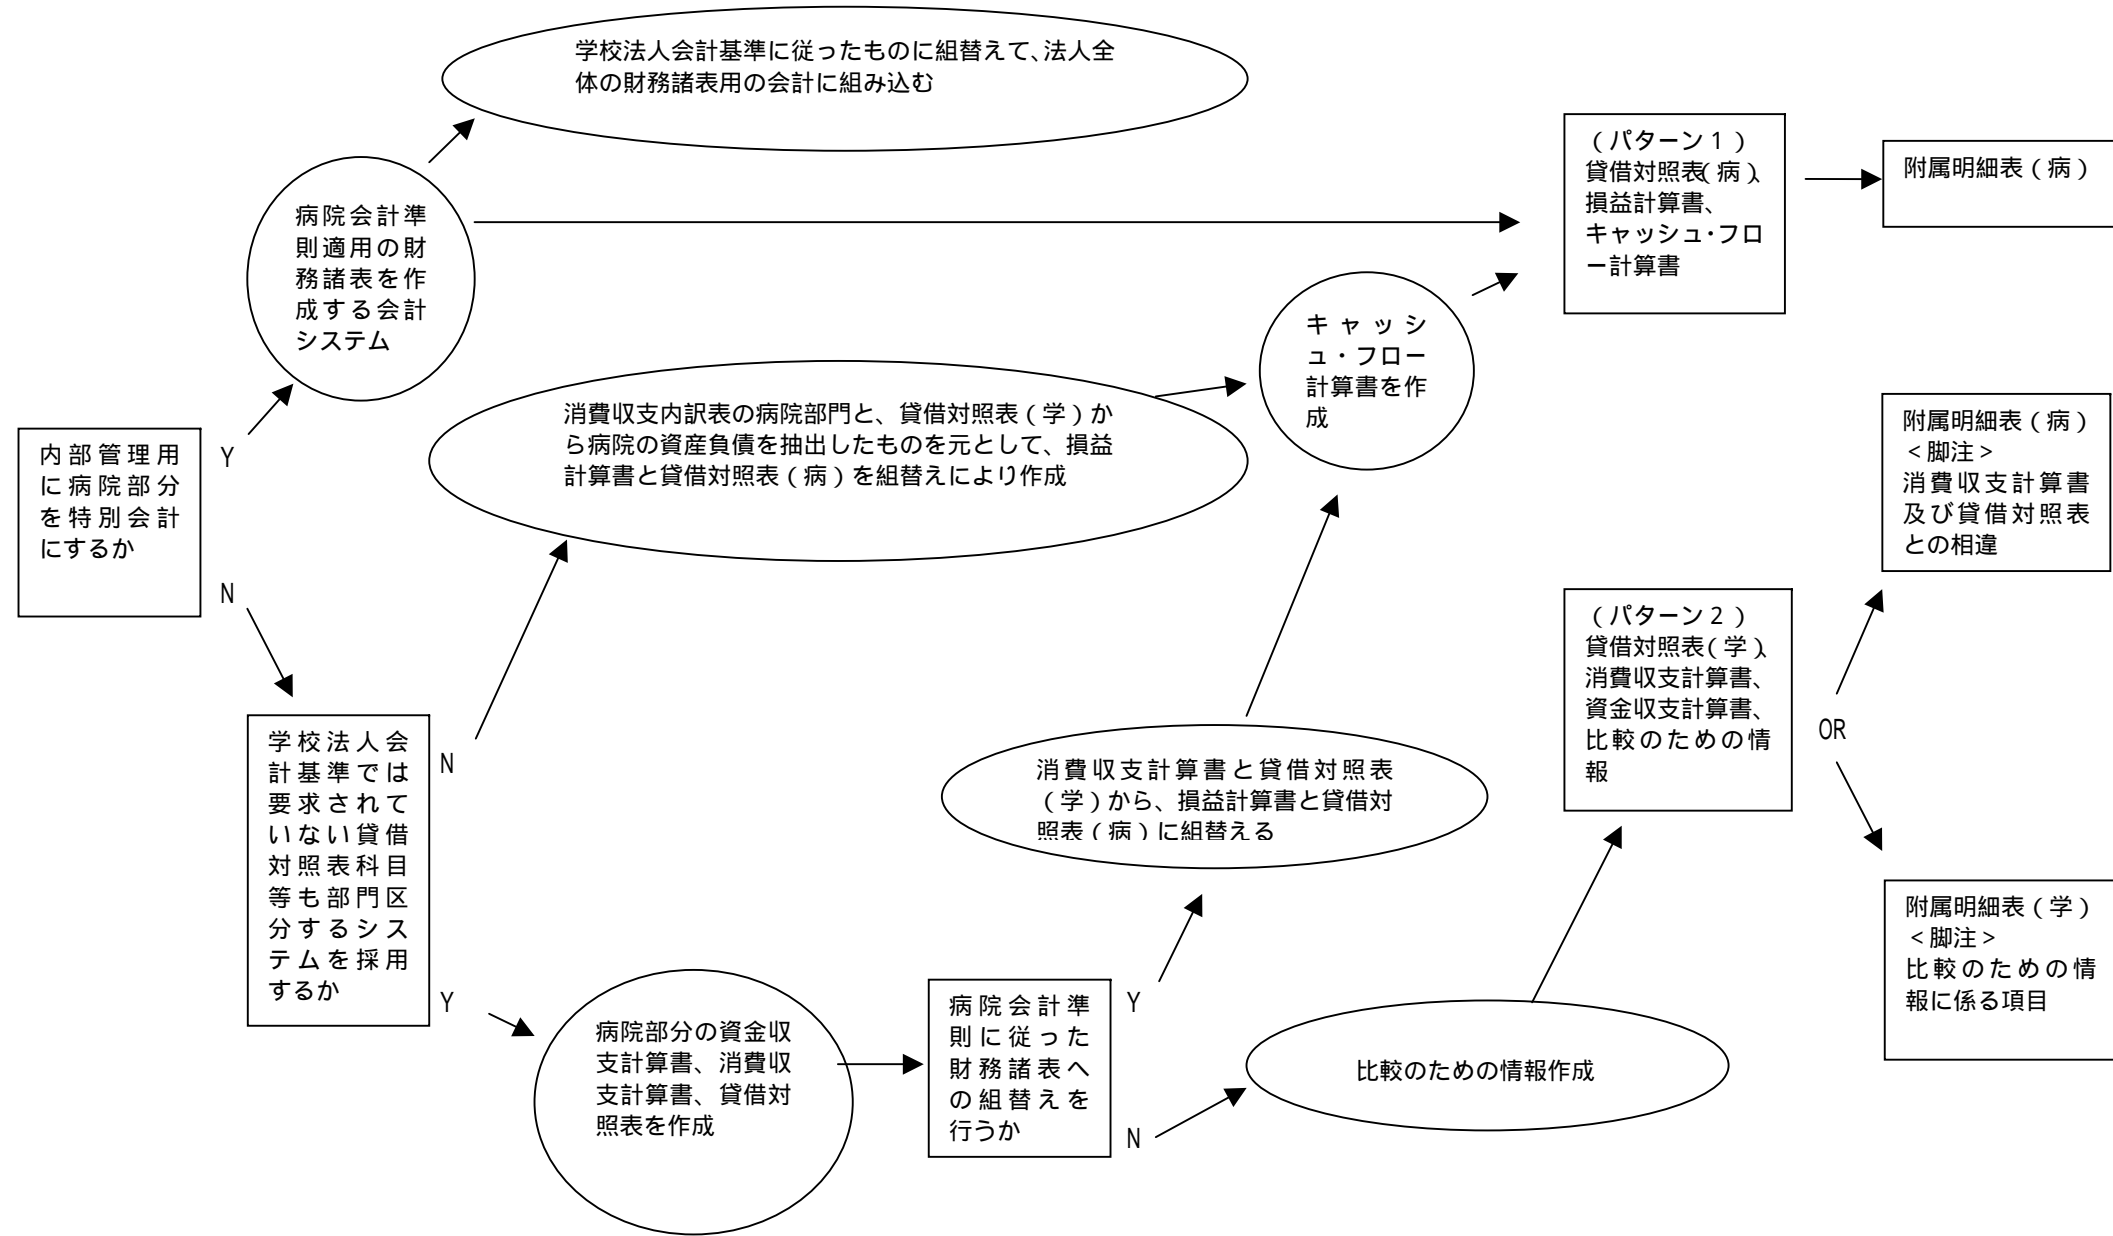 学校法人会計基準に従ったものに組替えて、法人全
体の財務諸表用の会計に組み込む
（パターン１）
貸借対照表（病）、
損益計算書、
キャッシュ・フロ
ー計算書
附属明細表（病）
病院会計準
則適用の財
務諸表を作
成する会計
システム
キャッシ
ュ・フロー
計算書を作
成
消費収支内訳表の病院部門と、貸借対照表（学）か
ら病院の資産負債を抽出したものを元として、損益
計算書と貸借対照表（病）を組替えにより作成
附属明細表（病）
＜脚注＞
消費収支計算書
及び貸借対照表
との相違
内部管理用
に病院部分
を特別会計
にするか
Y
N
（パターン２）
貸借対照表（学）、
消費収支計算書、
資金収支計算書、
比較のための情
報
OR
学校法人会
計基準では
要求されて
いない貸借
対照表科目
等も部門区
分するシス
テムを採用
するか
N
Y
消費収支計算書と貸借対照表
（学）から、損益計算書と貸借対
照表（病）に組替える
附属明細表（学）
＜脚注＞
比較のための情
報に係る項目
病院部分の資金収
支計算書、消費収
支計算書、貸借対
照表を作成
病院会計準
則に従った
財務諸表へ
の組替えを
行うか
Y
N
比較のための情報作成